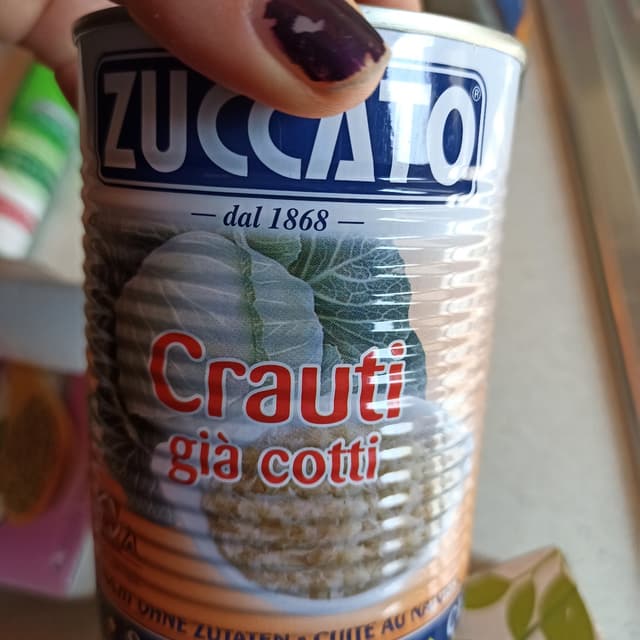 ZUCCATO®
— dal 1868 —
Crauti
già cotti
OHNE ZUTATEN • CUITE AU